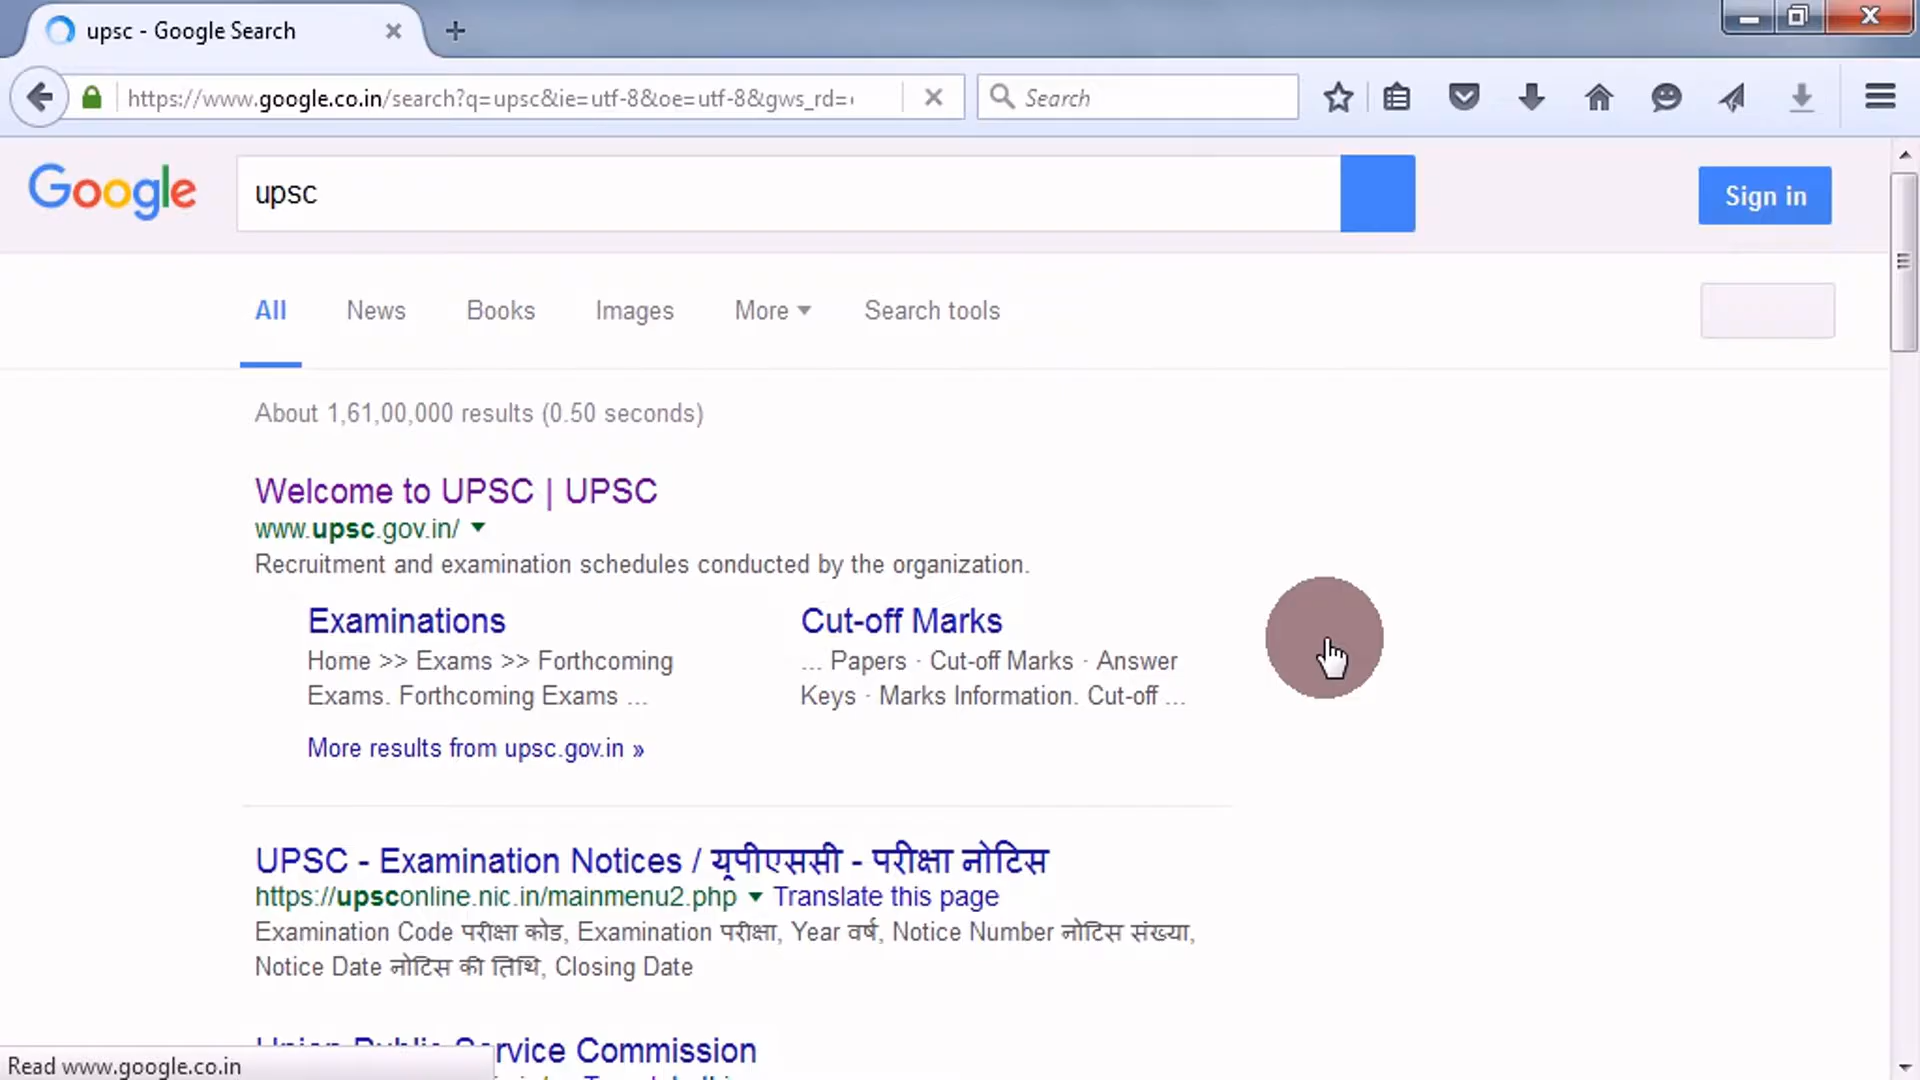 upsc - Google Search
https://www.google.co.in/search?q=upsc&ie=utf-8&oe=utf-8&gws_rd=
Search
Google
upsc
Sign in
All News Books Images More Search tools
About 1,61,00,000 results (0.50 seconds)
Welcome to UPSC | UPSC
www.upsc.gov.in/
Recruitment and examination schedules conducted by the organization.
Examinations
Home >> Exams >> Forthcoming
Exams. Forthcoming Exams ...
Cut-off Marks
... Papers · Cut-off Marks · Answer
Keys · Marks Information. Cut-off ...
More results from upsc.gov.in »
UPSC - Examination Notices / यूपीएससी - परीक्षा नोटिस
https://upsconline.nic.in/mainmenu2.php Translate this page
Examination Code परीक्षा कोड, Examination परीक्षा, Year वर्ष, Notice Number नोटिस संख्या,
Notice Date नोटिस की तिथि, Closing Date
Union Public Service Commission
Read www.google.co.in